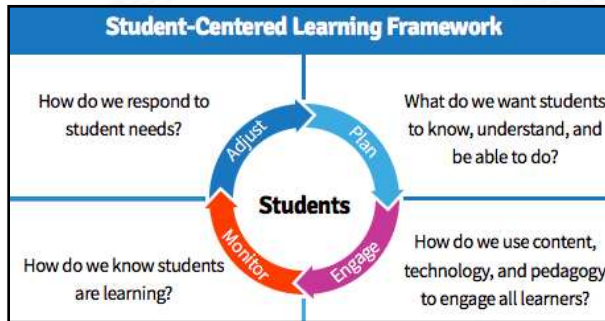 Student-Centered Learning Framework
How do we respond to
student needs?
What do we want students
to know, understand, and
be able to do?
Adjust
Plan
Students
Monitor
Engage
How do we know students
are learning?
How do we use content,
technology, and pedagogy
to engage all learners?